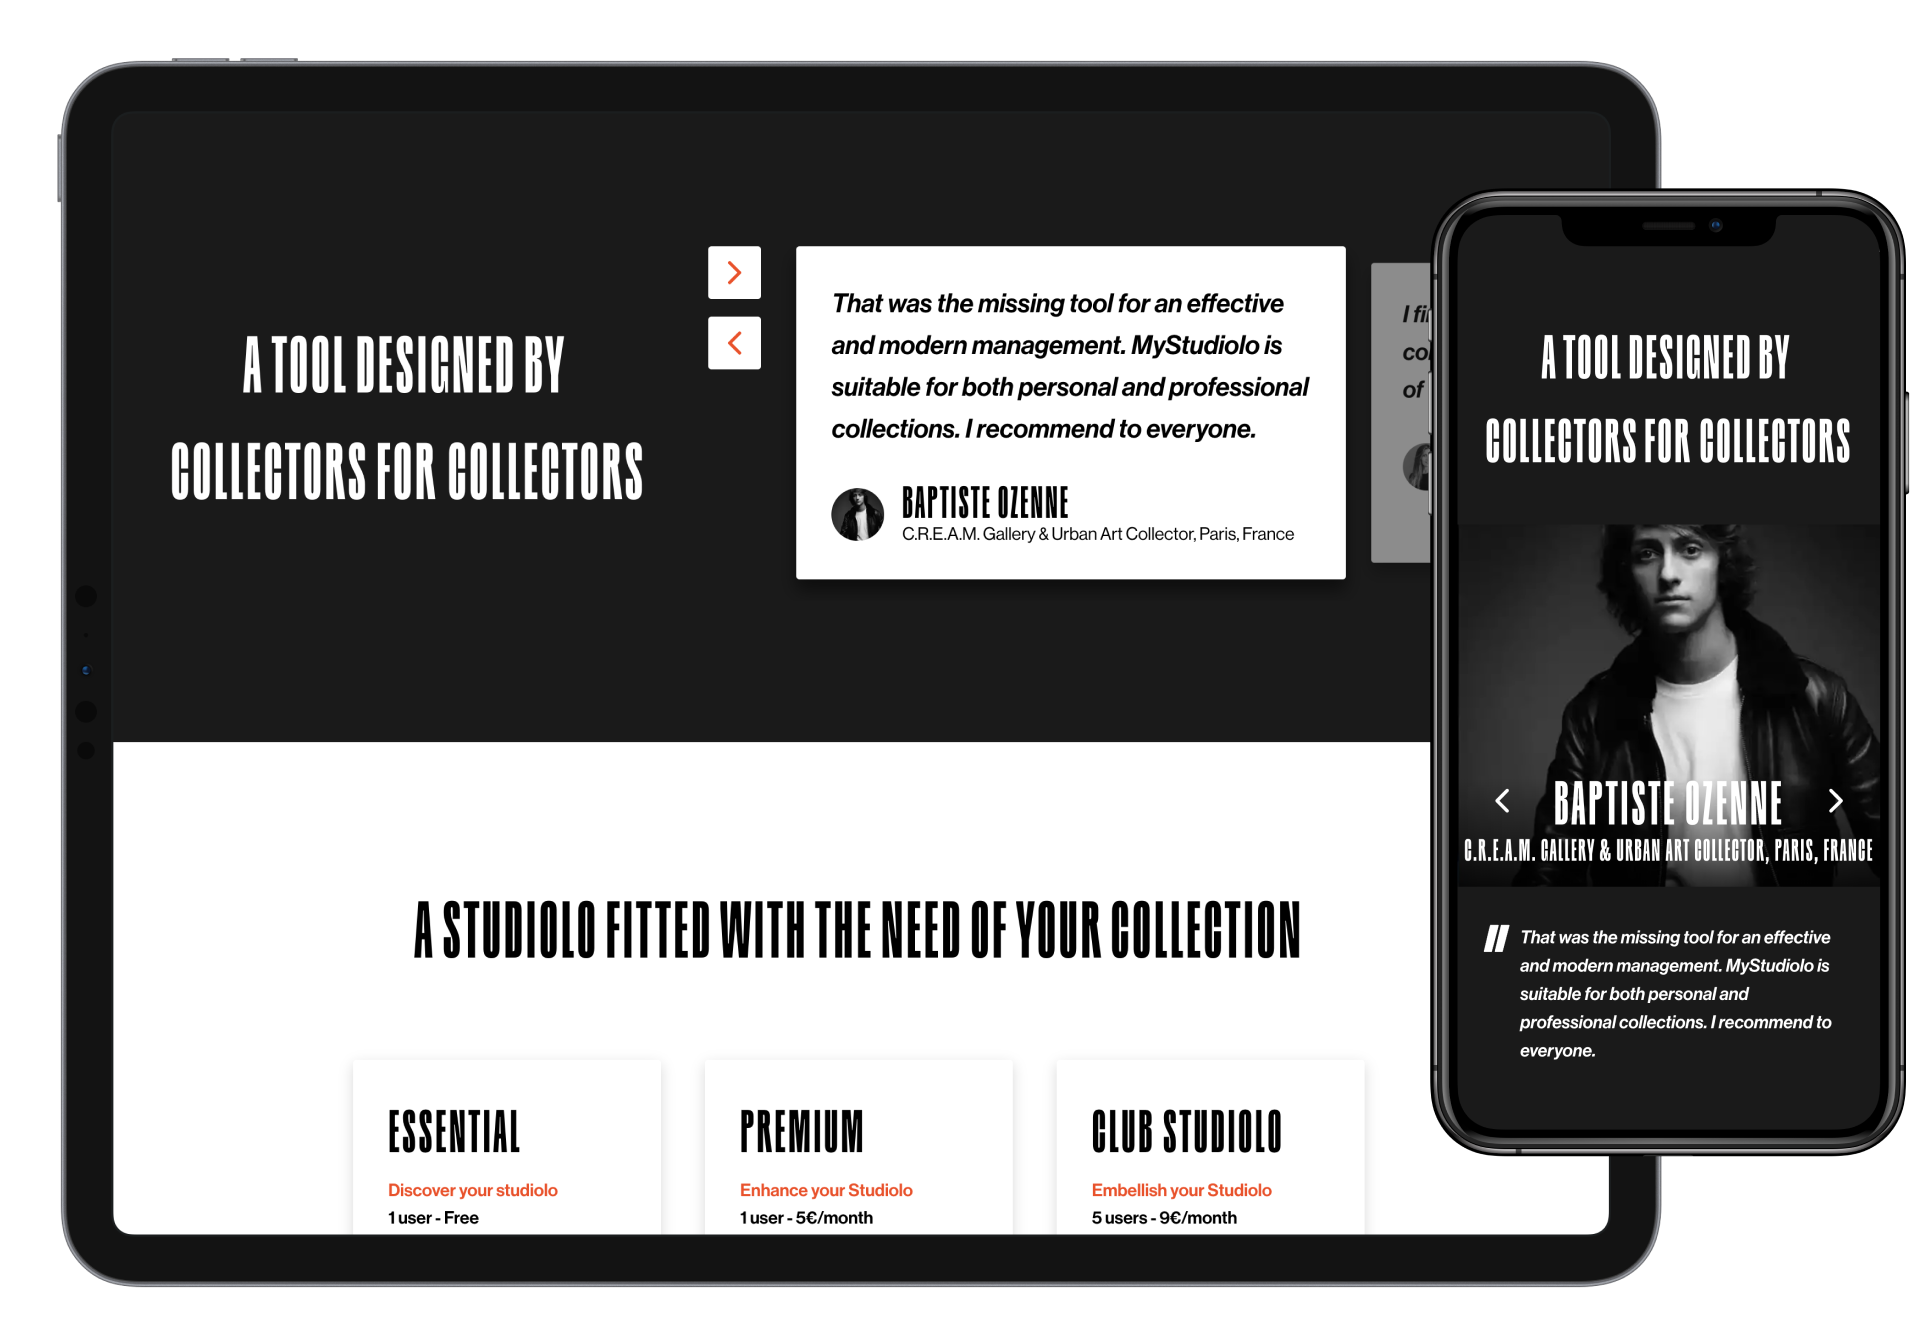 A TOOL DESIGNED BY
COLLECTORS FOR COLLECTORS
That was the missing tool for an effective
and modern management. MyStudiolo is
suitable for both personal and professional
collections. I recommend to everyone.
BAPTISTE OZENNE
C.R.E.A.M. Gallery & Urban Art Collector, Paris, France
I
of
A STUDIOLO FITTED WITH THE NEED OF YOUR COLLECTION
ESSENTIAL
Discover your studiolo
1 user - Free
PREMIUM
Enhance your Studiolo
1 user - 5€/month
CLUB STUDIOLO
Embellish your Studiolo
5 users - 9€/month
A TOOL DESIGNED BY
COLLECTORS FOR COLLECTORS
BAPTISTE OZENNE
C.R.E.A.M. GALLERY & URBAN ART COLLECTOR, PARIS, FRANCE
That was the missing tool for an effective
and modern management. MyStudiolo is
suitable for both personal and
professional collections. I recommend to
everyone.